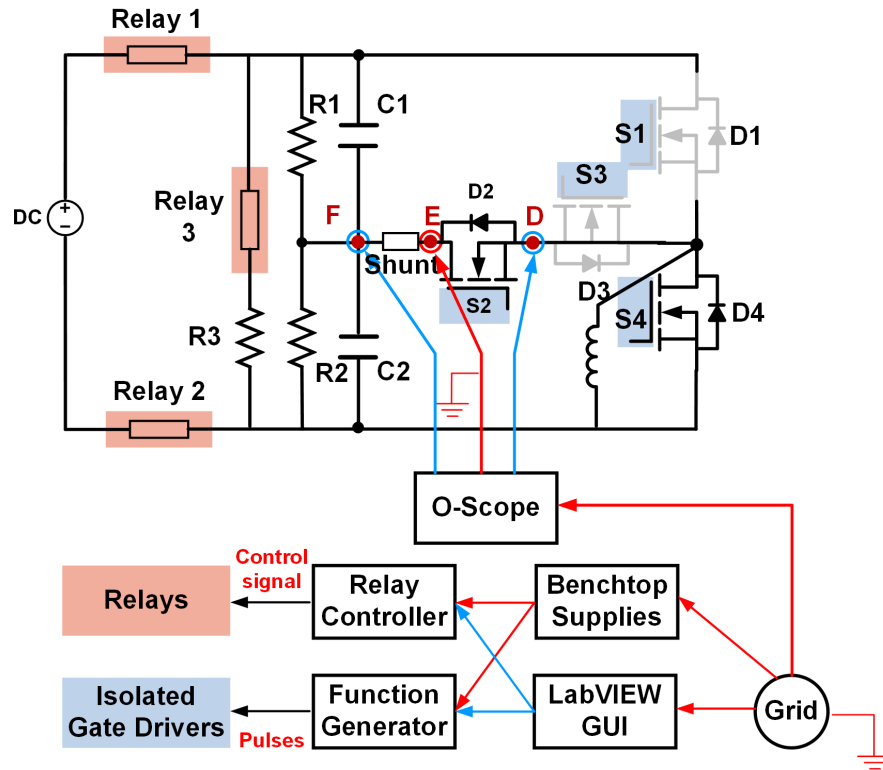 Relay 1
R1
C1
S1
D1
S3
Relay
3
DC
F
E
D2
D
Shunt
S2
D3
S4
D4
R3
R2
C2
Relay 2
O-Scope
Control
signal
Relays
Relay
Controller
Benchtop
Supplies
Isolated
Gate Drivers
Pulses
Function
Generator
LabVIEW
GUI
Grid